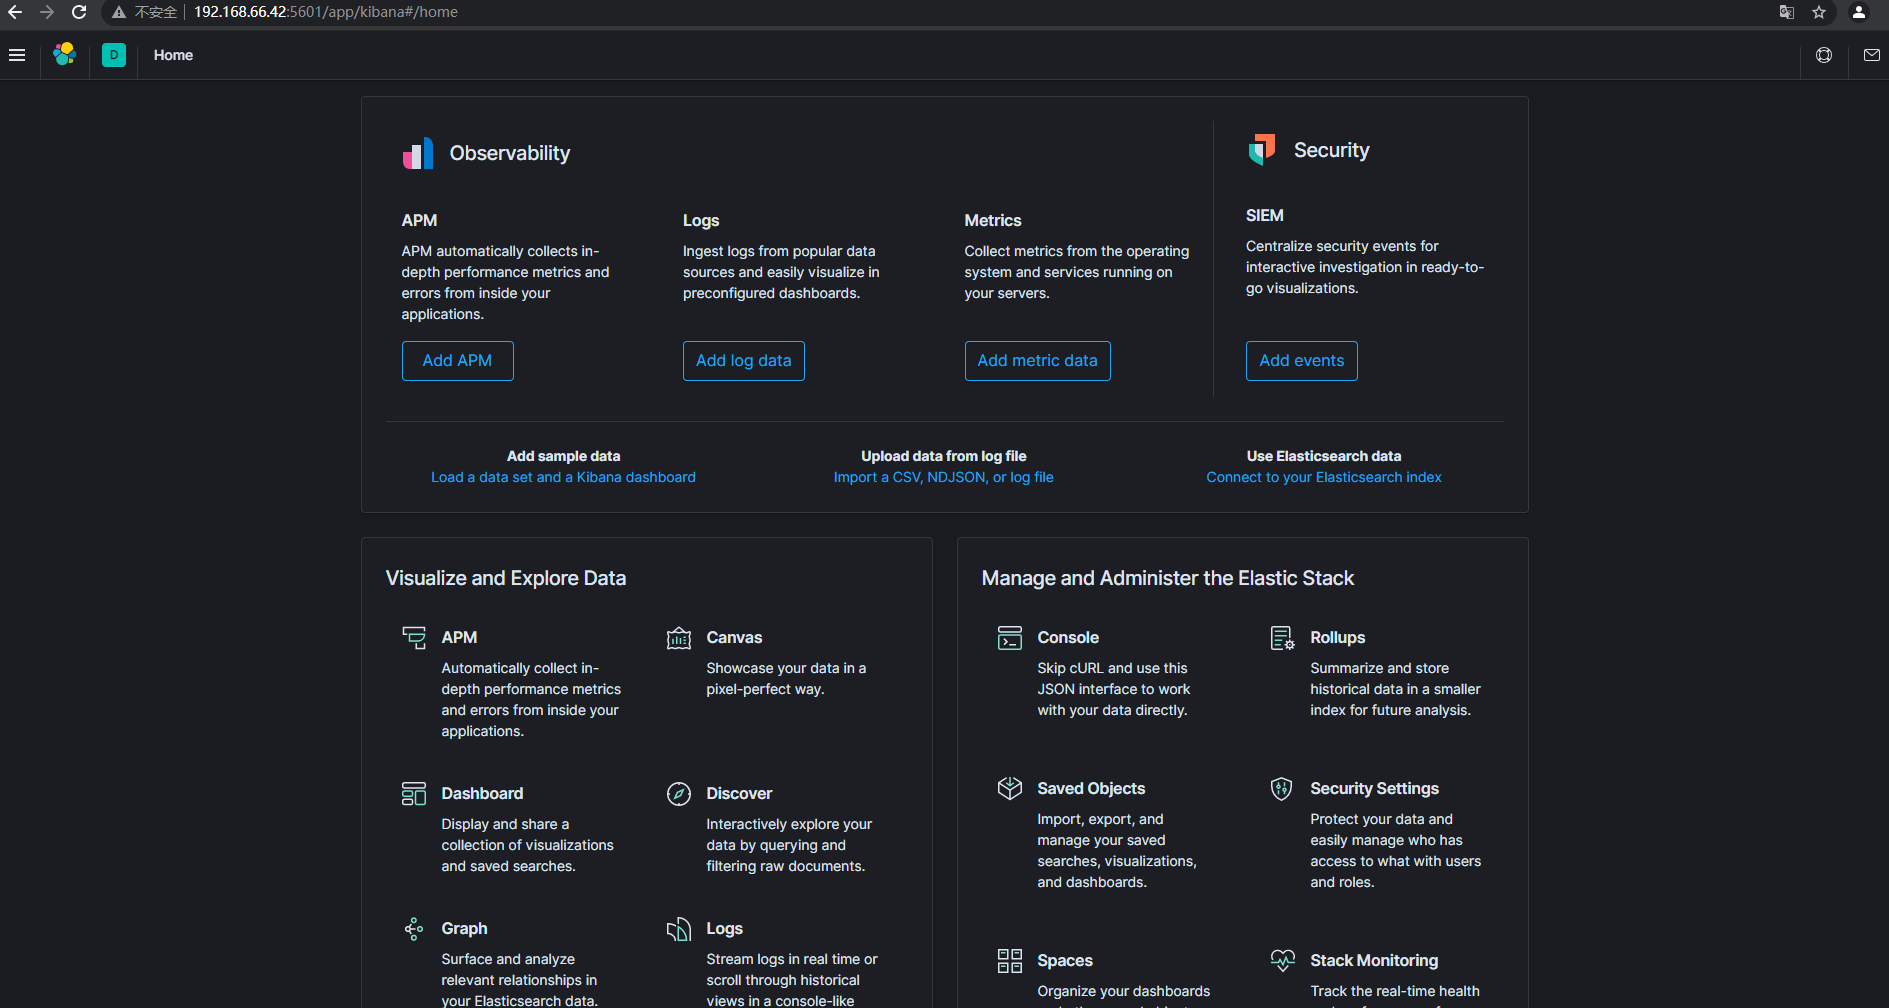 不安全 192.168.66.42:5601/app/kibana#/home
D Home
Observability
APM
APM automatically collects in-
depth performance metrics and
errors from inside your
applications.
Add APM
Logs
Ingest logs from popular data
sources and easily visualize in
preconfigured dashboards.
Add log data
Metrics
Collect metrics from the operating
system and services running on
your servers.
Add metric data
Security
SIEM
Centralize security events for
interactive investigation in ready-to-
go visualizations.
Add events
Add sample data
Load a data set and a Kibana dashboard
Upload data from log file
Import a CSV, NDJSON, or log file
Use Elasticsearch data
Connect to your Elasticsearch index
Visualize and Explore Data
APM
Automatically collect in-
depth performance metrics
and errors from inside your
applications.
Canvas
Showcase your data in a
pixel-perfect way.
Dashboard
Display and share a
collection of visualizations
and saved searches.
Discover
Interactively explore your
data by querying and
filtering raw documents.
Graph
Surface and analyze
relevant relationships in
your Elasticsearch data.
Logs
Stream logs in real time or
scroll through historical
views in a console-like
Manage and Administer the Elastic Stack
Console
Skip cURL and use this
JSON interface to work
with your data directly.
Rollups
Summarize and store
historical data in a smaller
index for future analysis.
Saved Objects
Import, export, and
manage your saved
searches, visualizations,
and dashboards.
Security Settings
Protect your data and
easily manage who has
access to what with users
and roles.
Spaces
Organize your dashboards
Stack Monitoring
Track the real-time health